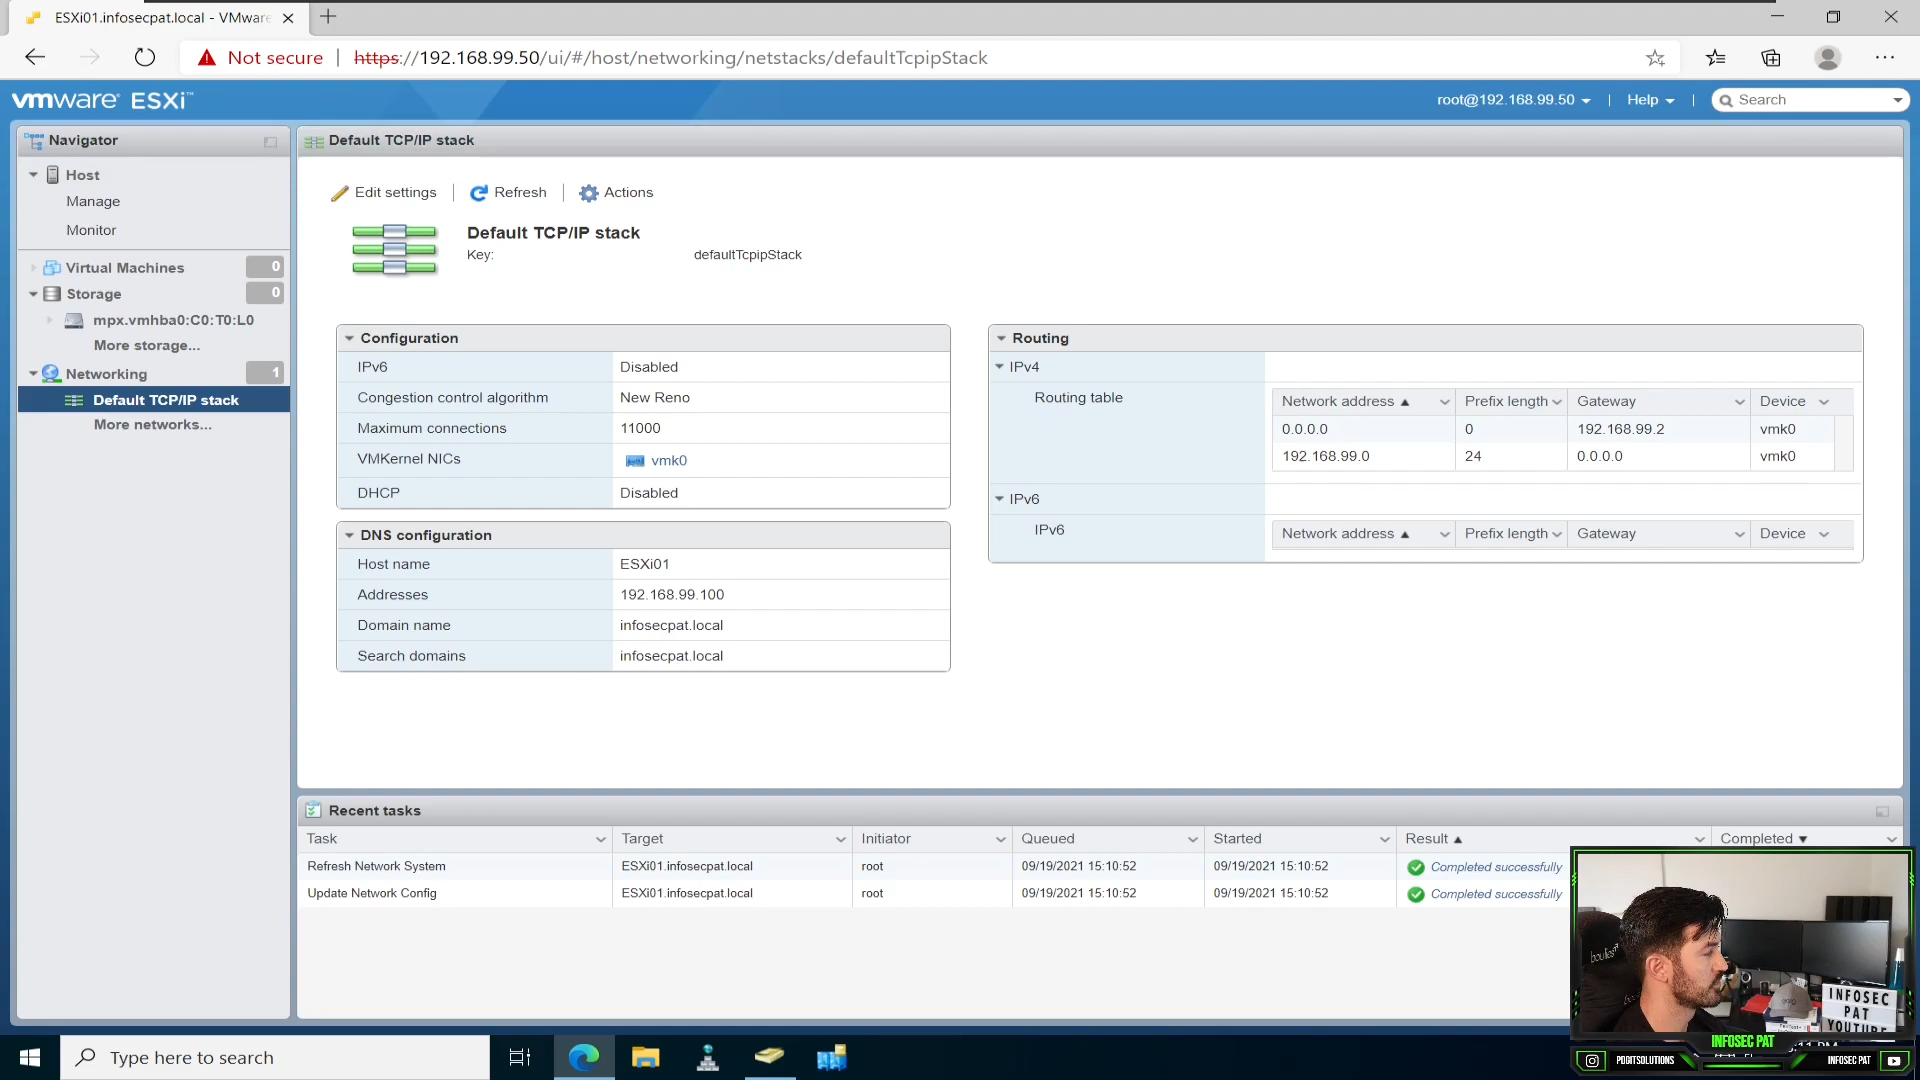 ESXi01.infosecpat.local - VMware
Not secure | https://192.168.99.50/ui/#/host/networking/netstacks/defaultTcpipStack
vmware ESXi™
root@192.168.99.50 | Help | Search
Navigator
Host
Manage
Monitor
Virtual Machines 0
Storage 0
mpx.vmhba0:C0:T0:L0
More storage...
Networking 1
Default TCP/IP stack
More networks...
Default TCP/IP stack
Edit settings | Refresh | Actions
Default TCP/IP stack
Key: defaultTcpipStack
Configuration
IPv6 Disabled
Congestion control algorithm New Reno
Maximum connections 11000
VMKernel NICs vmk0
DHCP Disabled
DNS configuration
Host name ESXi01
Addresses 192.168.99.100
Domain name infosecpat.local
Search domains infosecpat.local
Routing
IPv4
Routing table
Network address Prefix length Gateway Device
0.0.0.0 0 192.168.99.2 vmk0
192.168.99.0 24 0.0.0.0 vmk0
IPv6
IPv6
Network address Prefix length Gateway Device
Recent tasks
Task Target Initiator Queued Started Result Completed
Refresh Network System ESXi01.infosecpat.local root 09/19/2021 15:10:52 09/19/2021 15:10:52 Completed successfully
Update Network Config ESXi01.infosecpat.local root 09/19/2021 15:10:52 09/19/2021 15:10:52 Completed successfully
INFOSEC
PAT
YOUTUBE
INFOSEC PAT
PDGITSOLUTIONS INFOSEC PAT
Type here to search